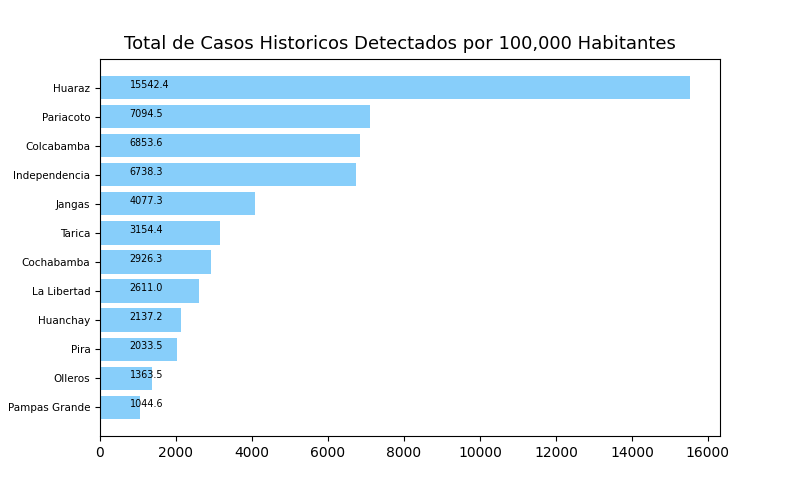 Total de Casos Historicos Detectados por 100,000 Habitantes
Huaraz 15542.4
Pariacoto 7094.5
Colcabamba 6853.6
Independencia 6738.3
Jangas 4077.3
Tarica 3154.4
Cochabamba 2926.3
La Libertad 2611.0
Huanchay 2137.2
Pira 2033.5
Olleros 1363.5
Pampas Grande 1044.6
0 2000 4000 6000 8000 10000 12000 14000 16000